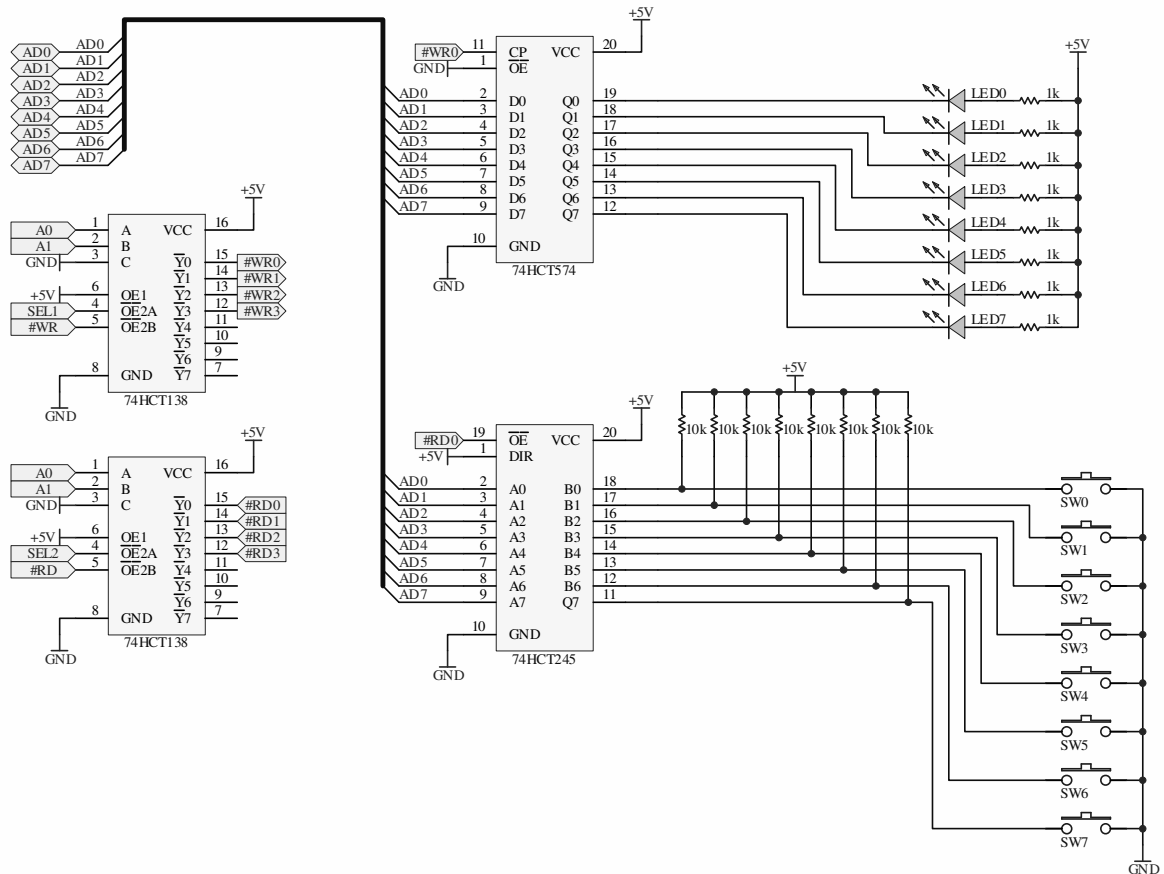 AD0 AD0
AD1 AD1
AD2 AD2
AD3 AD3
AD4 AD4
AD5 AD5
AD6 AD6
AD7 AD7
+5V
A0 1 A VCC 16
A1 2 B
GND 3 C Y0 15 #WR0
Y1 14 #WR1
+5V 6 OE1 Y2 13 #WR2
SEL1 4 OE2A Y3 12 #WR3
#WR 5 OE2B Y4 11
Y5 10
Y6 9
8 GND Y7 7
GND
74HCT138
+5V
A0 1 A VCC 16
A1 2 B
GND 3 C Y0 15 #RD0
Y1 14 #RD1
+5V 6 OE1 Y2 13 #RD2
SEL2 4 OE2A Y3 12 #RD3
#RD 5 OE2B Y4 11
Y5 10
Y6 9
8 GND Y7 7
GND
74HCT138
+5V
#WR0 11 CP VCC 20
GND 1 OE
AD0 2 D0 Q0 19
AD1 3 D1 Q1 18
AD2 4 D2 Q2 17
AD3 5 D3 Q3 16
AD4 6 D4 Q4 15
AD5 7 D5 Q5 14
AD6 8 D6 Q6 13
AD7 9 D7 Q7 12
10 GND
GND
74HCT574
+5V
LED0 1k
LED1 1k
LED2 1k
LED3 1k
LED4 1k
LED5 1k
LED6 1k
LED7 1k
+5V
#RD0 19 OE VCC 20
+5V 1 DIR
AD0 2 A0 B0 18
AD1 3 A1 B1 17
AD2 4 A2 B2 16
AD3 5 A3 B3 15
AD4 6 A4 B4 14
AD5 7 A5 B5 13
AD6 8 A6 B6 12
AD7 9 A7 Q7 11
10 GND
GND
74HCT245
+5V
10k 10k 10k 10k 10k 10k 10k 10k
SW0
SW1
SW2
SW3
SW4
SW5
SW6
SW7
GND